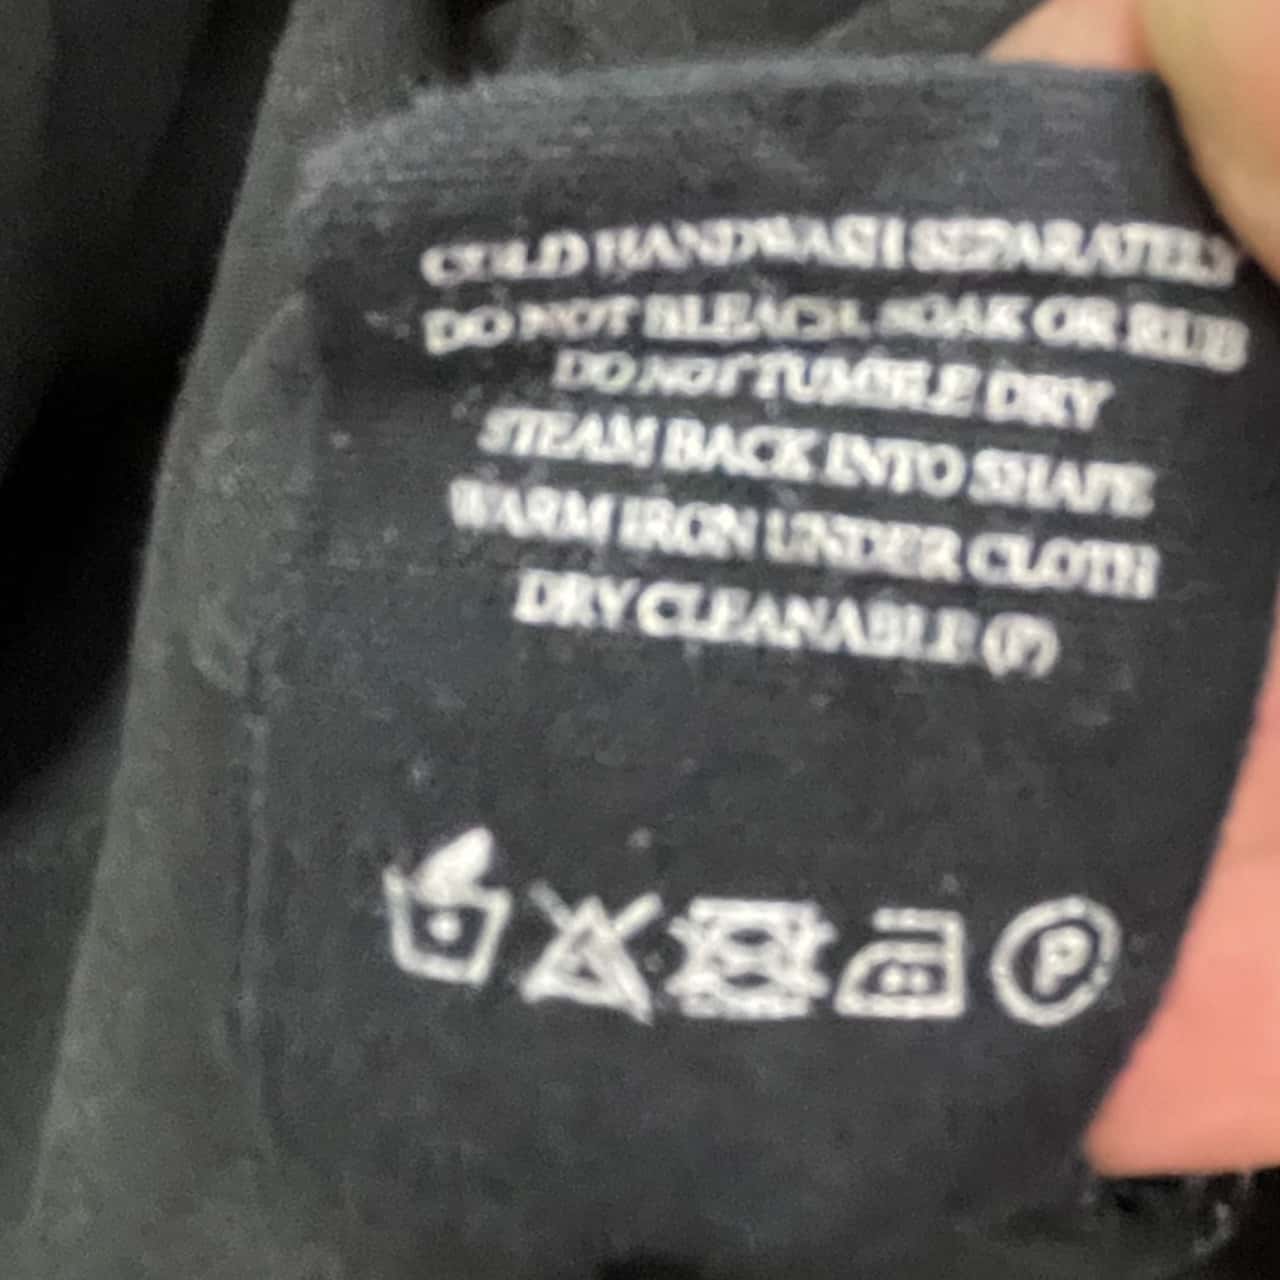 COLD HANDWASH SEPARATELY
DO NOT BLEACH, SOAK OR RUB
DO NOT TUMBLE DRY
STEAM BACK INTO SHAPE
WARM IRON UNDER CLOTH
DRY CLEANABLE (P)
P